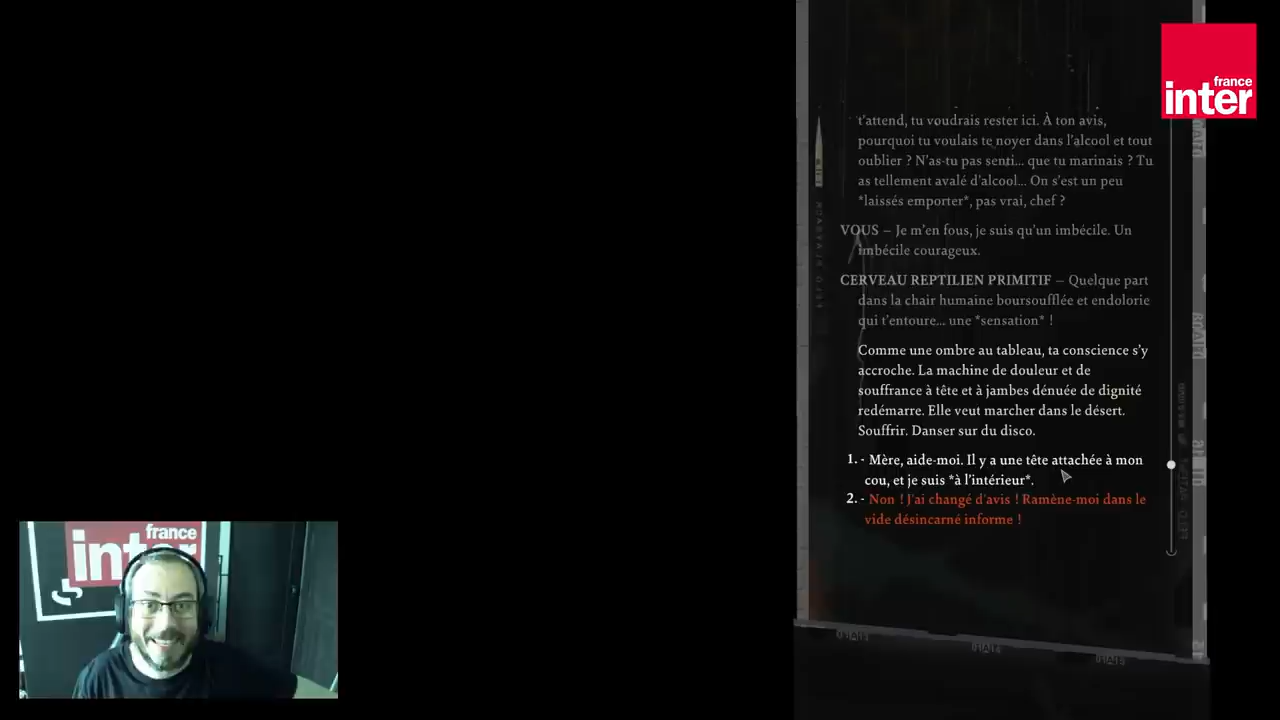 france
inter
t'attend, tu voudrais rester ici. À ton avis,
pourquoi tu voulais te noyer dans l'alcool et tout
oublier ? N'as-tu pas senti... que tu marinais ? Tu
as tellement avalé d'alcool... On s'est un peu
*laissés emporter*, pas vrai, chef ?
VOUS – Je m'en fous, je suis qu'un imbécile. Un
imbécile courageux.
CERVEAU REPTILIEN PRIMITIF – Quelque part
dans la chair humaine boursoufflée et endolorie
qui t'entoure... une *sensation* !
Comme une ombre au tableau, ta conscience s'y
accroche. La machine de douleur et de
souffrance à tête et à jambes dénuée de dignité
redémarre. Elle veut marcher dans le désert.
Souffrir. Danser sur du disco.
1. - Mère, aide-moi. Il y a une tête attachée à mon
cou, et je suis *à l'intérieur*.
2. - Non ! J'ai changé d'avis ! Ramène-moi dans le
vide désincarné informe !
france
inter